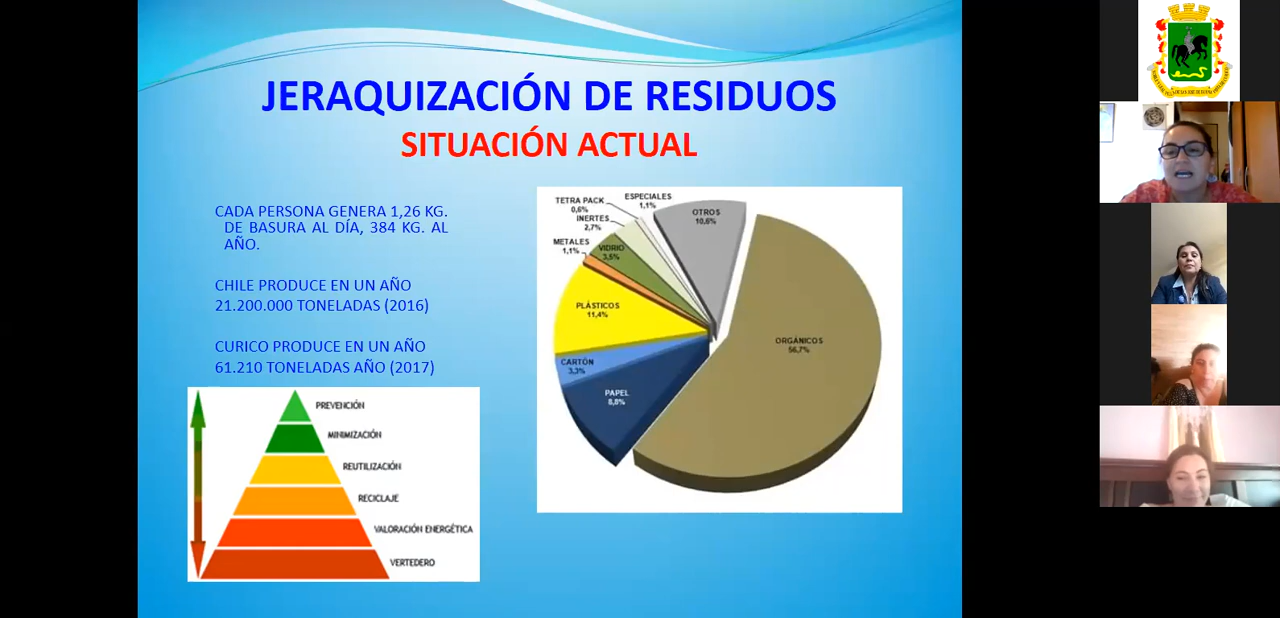 JERAQUIZACIÓN DE RESIDUOS
SITUACIÓN ACTUAL
CADA PERSONA GENERA 1,26 KG.
DE BASURA AL DÍA, 384 KG. AL
AÑO.
CHILE PRODUCE EN UN AÑO
21.200.000 TONELADAS (2016)
CURICO PRODUCE EN UN AÑO
61.210 TONELADAS AÑO (2017)
PREVENCIÓN
MINIMIZACIÓN
REUTILIZACIÓN
RECICLAJE
VALORACIÓN ENERGÉTICA
VERTEDERO
ESPECIALES
1,1%
TETRA PACK
0,6%
INERTES
2,7%
METALES
1,1%
VIDRIO
3,5%
OTROS
10,6%
PLÁSTICOS
11,4%
CARTÓN
3,3%
PAPEL
8,8%
ORGÁNICOS
56,7%